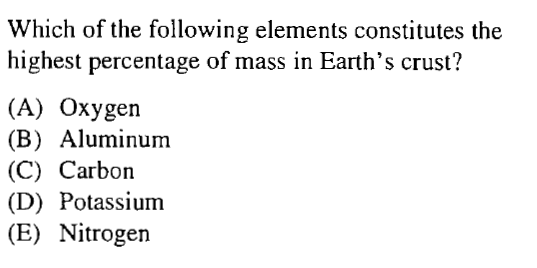 Which of the following elements constitutes the
highest percentage of mass in Earth's crust?
(A) Oxygen
(B) Aluminum
(C) Carbon
(D) Potassium
(E) Nitrogen